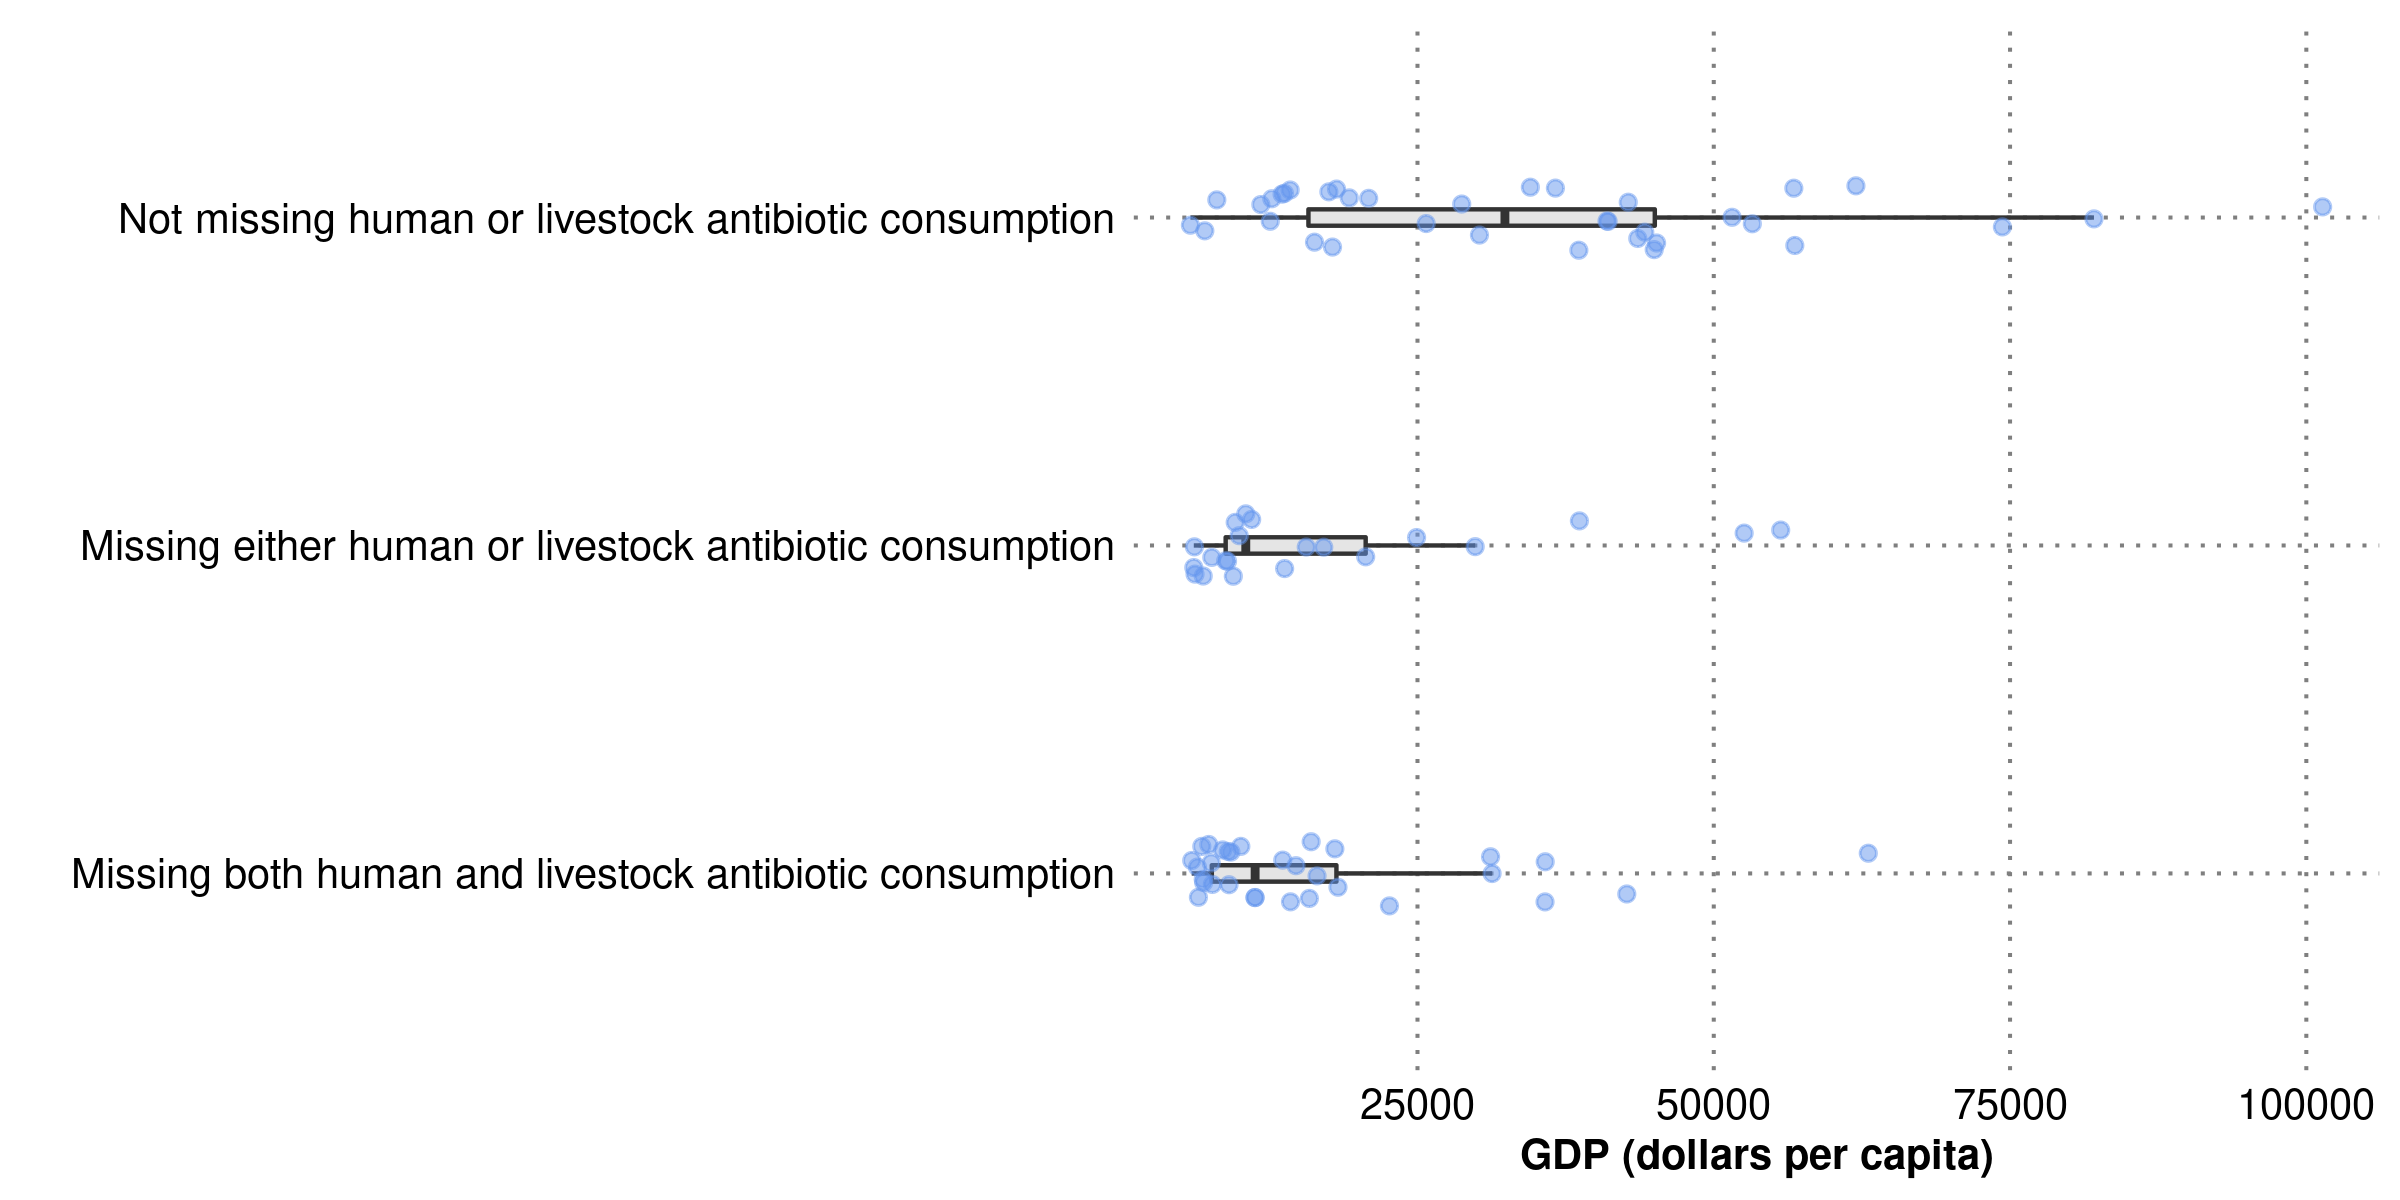 Not missing human or livestock antibiotic consumption
Missing either human or livestock antibiotic consumption
Missing both human and livestock antibiotic consumption
25000 50000 75000 100000
GDP (dollars per capita)